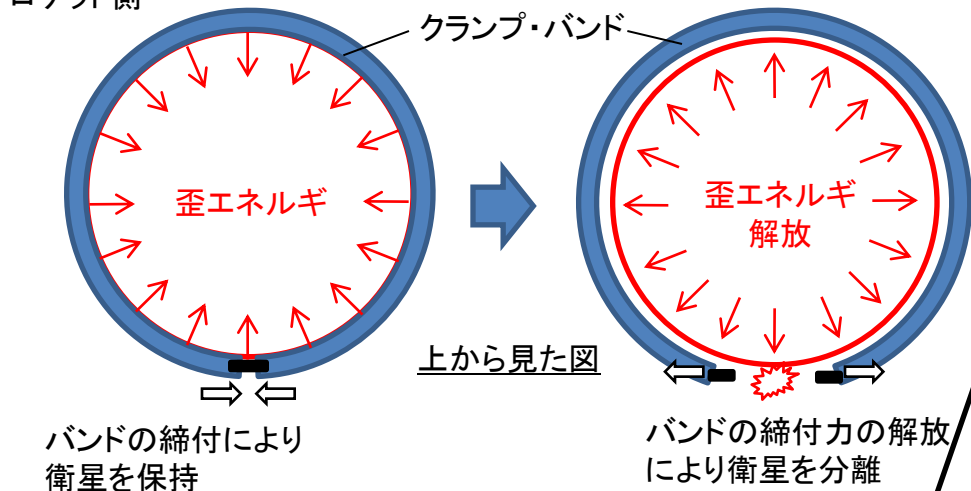 ロケット側
クランプ・バンド
歪エネルギ
歪エネルギ
解放
上から見た図
バンドの締付により
衛星を保持
バンドの締付力の解放
により衛星を分離